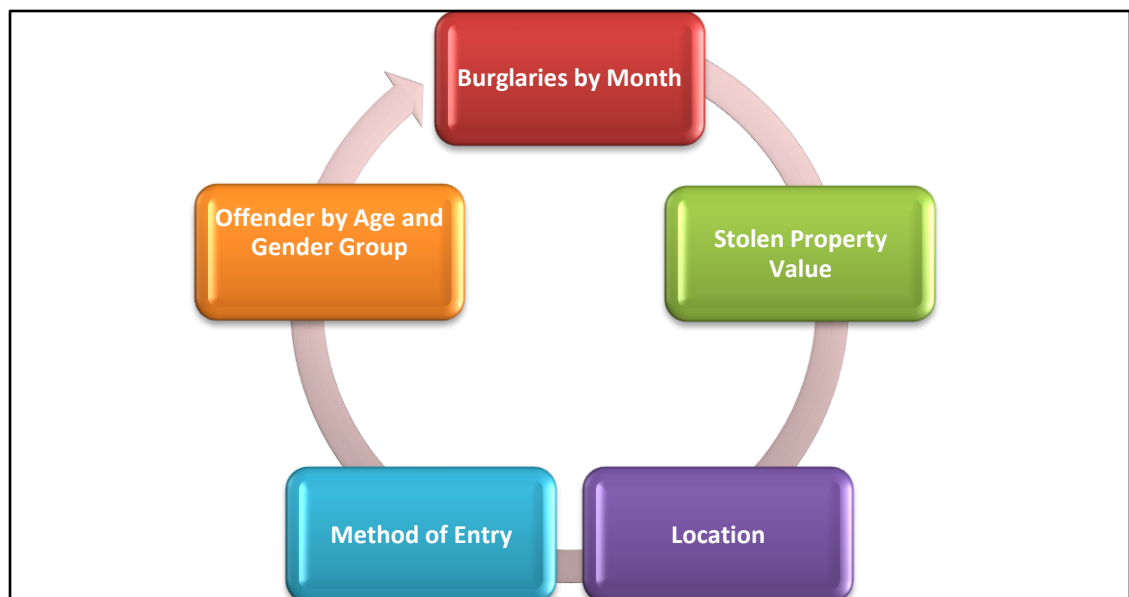 Burglaries by Month
Stolen Property
Value
Location
Method of Entry
Offender by Age and
Gender Group